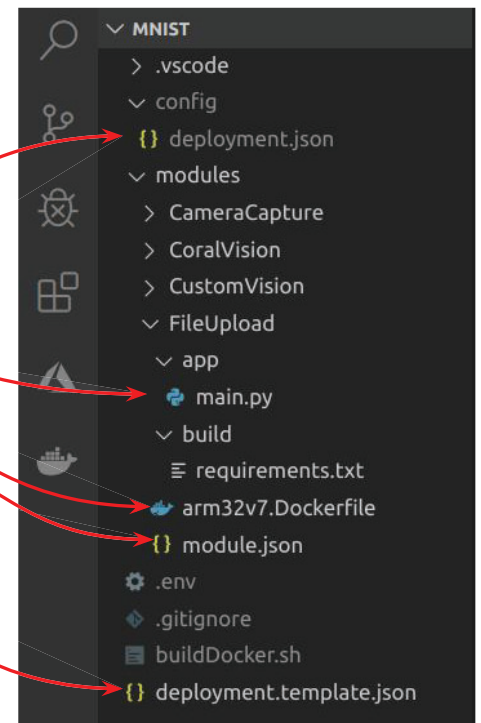 MNIST
.vscode
config
deployment.json
modules
CameraCapture
CoralVision
CustomVision
FileUpload
app
main.py
build
requirements.txt
arm32v7.Dockerfile
module.json
.env
.gitignore
buildDocker.sh
deployment.template.json